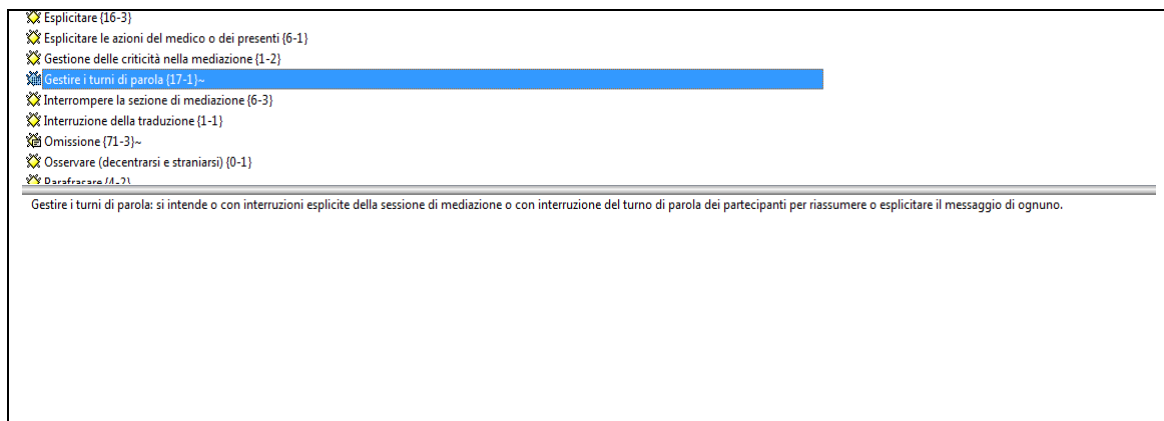 Esplicitare {16-3}
Esplicitare le azioni del medico o dei presenti {6-1}
Gestione delle criticità nella mediazione {1-2}
Gestire i turni di parola {17-1}~
Interrompere la sezione di mediazione {6-3}
Interruzione della traduzione {1-1}
Omissione {71-3}~
Osservare (decentrarsi e straniarsi) {0-1}
Parafrasare {4-2}
Gestire i turni di parola: si intende o con interruzioni esplicite della sessione di mediazione o con interruzione del turno di parola dei partecipanti per riassumere o esplicitare il messaggio di ognuno.